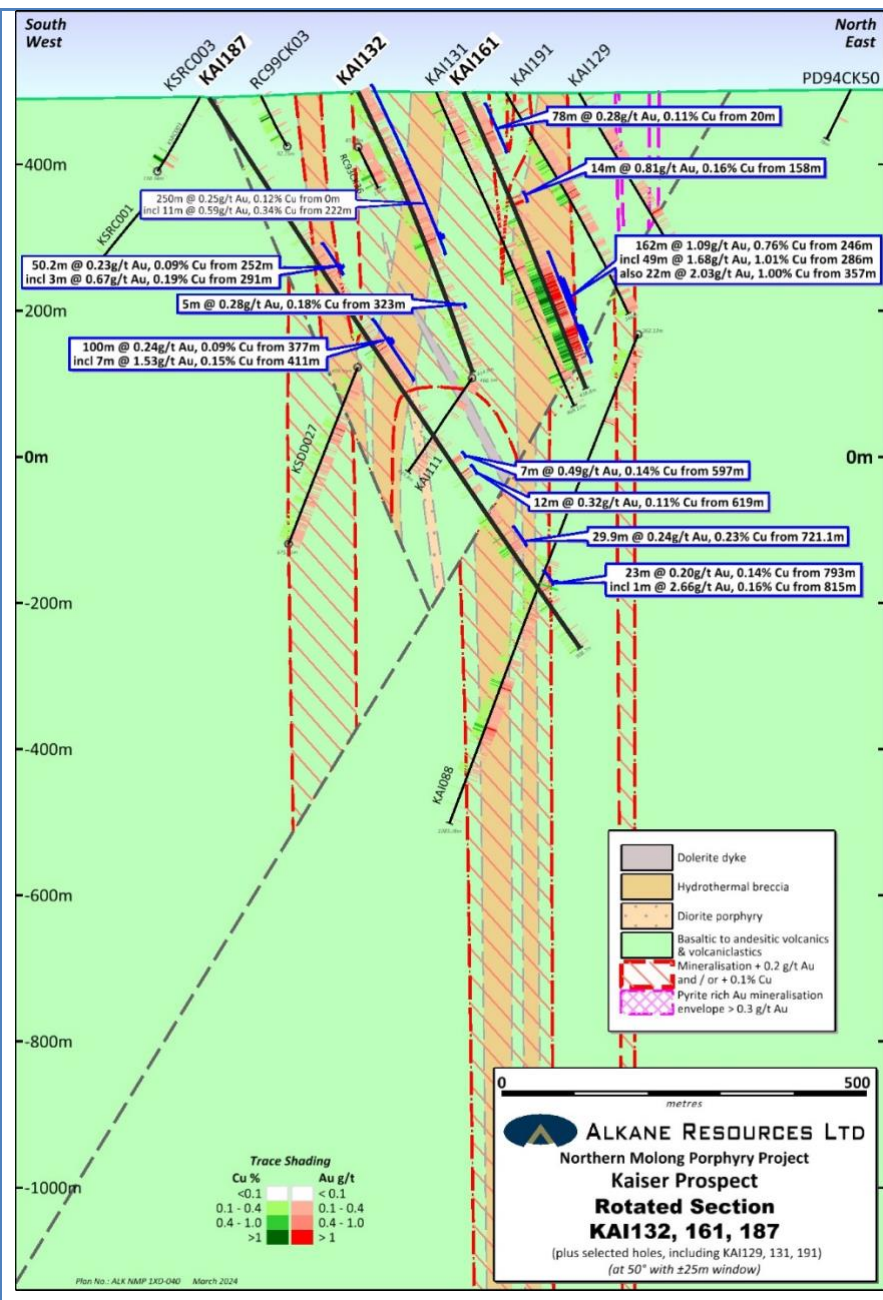 South
West
North
East
KSRC003
KAI187
RC99CK03
KAI132
KAI131
KAI161
KAI191
KAI129
PD94CK50
78m @ 0.28g/t Au, 0.11% Cu from 20m
400m
14m @ 0.81g/t Au, 0.16% Cu from 158m
250m @ 0.25g/t Au, 0.12% Cu from 0m
incl 11m @ 0.59g/t Au, 0.34% Cu from 222m
KSRC001
162m @ 1.09g/t Au, 0.76% Cu from 246m
incl 49m @ 1.68g/t Au, 1.01% Cu from 286m
also 22m @ 2.03g/t Au, 1.00% Cu from 357m
50.2m @ 0.23g/t Au, 0.09% Cu from 252m
incl 3m @ 0.67g/t Au, 0.19% Cu from 291m
5m @ 0.28g/t Au, 0.18% Cu from 323m
200m
100m @ 0.24g/t Au, 0.09% Cu from 377m
incl 7m @ 1.53g/t Au, 0.15% Cu from 411m
KSDD027
KAI111
0m
0m
7m @ 0.49g/t Au, 0.14% Cu from 597m
12m @ 0.32g/t Au, 0.11% Cu from 619m
29.9m @ 0.24g/t Au, 0.23% Cu from 721.1m
23m @ 0.20g/t Au, 0.14% Cu from 793m
incl 1m @ 2.66g/t Au, 0.16% Cu from 815m
-200m
-400m
KAI088
-600m
-800m
-1000m
Dolerite dyke
Hydrothermal breccia
Diorite porphyry
Basaltic to andesitic volcanics
& volcaniclastics
Mineralisation + 0.2 g/t Au
and / or + 0.1% Cu
Pyrite rich Au mineralisation
envelope > 0.3 g/t Au
0 500
metres
ALKANE RESOURCES LTD
Northern Molong Porphyry Project
Kaiser Prospect
Rotated Section
KAI132, 161, 187
(plus selected holes, including KAI129, 131, 191)
(at 50° with ±25m window)
Trace Shading
Cu % Au g/t
<0.1 < 0.1
0.1 - 0.4 0.1 - 0.4
0.4 - 1.0 0.4 - 1.0
>1 > 1
Plan No.: ALK NMP 1XD-040 March 2024